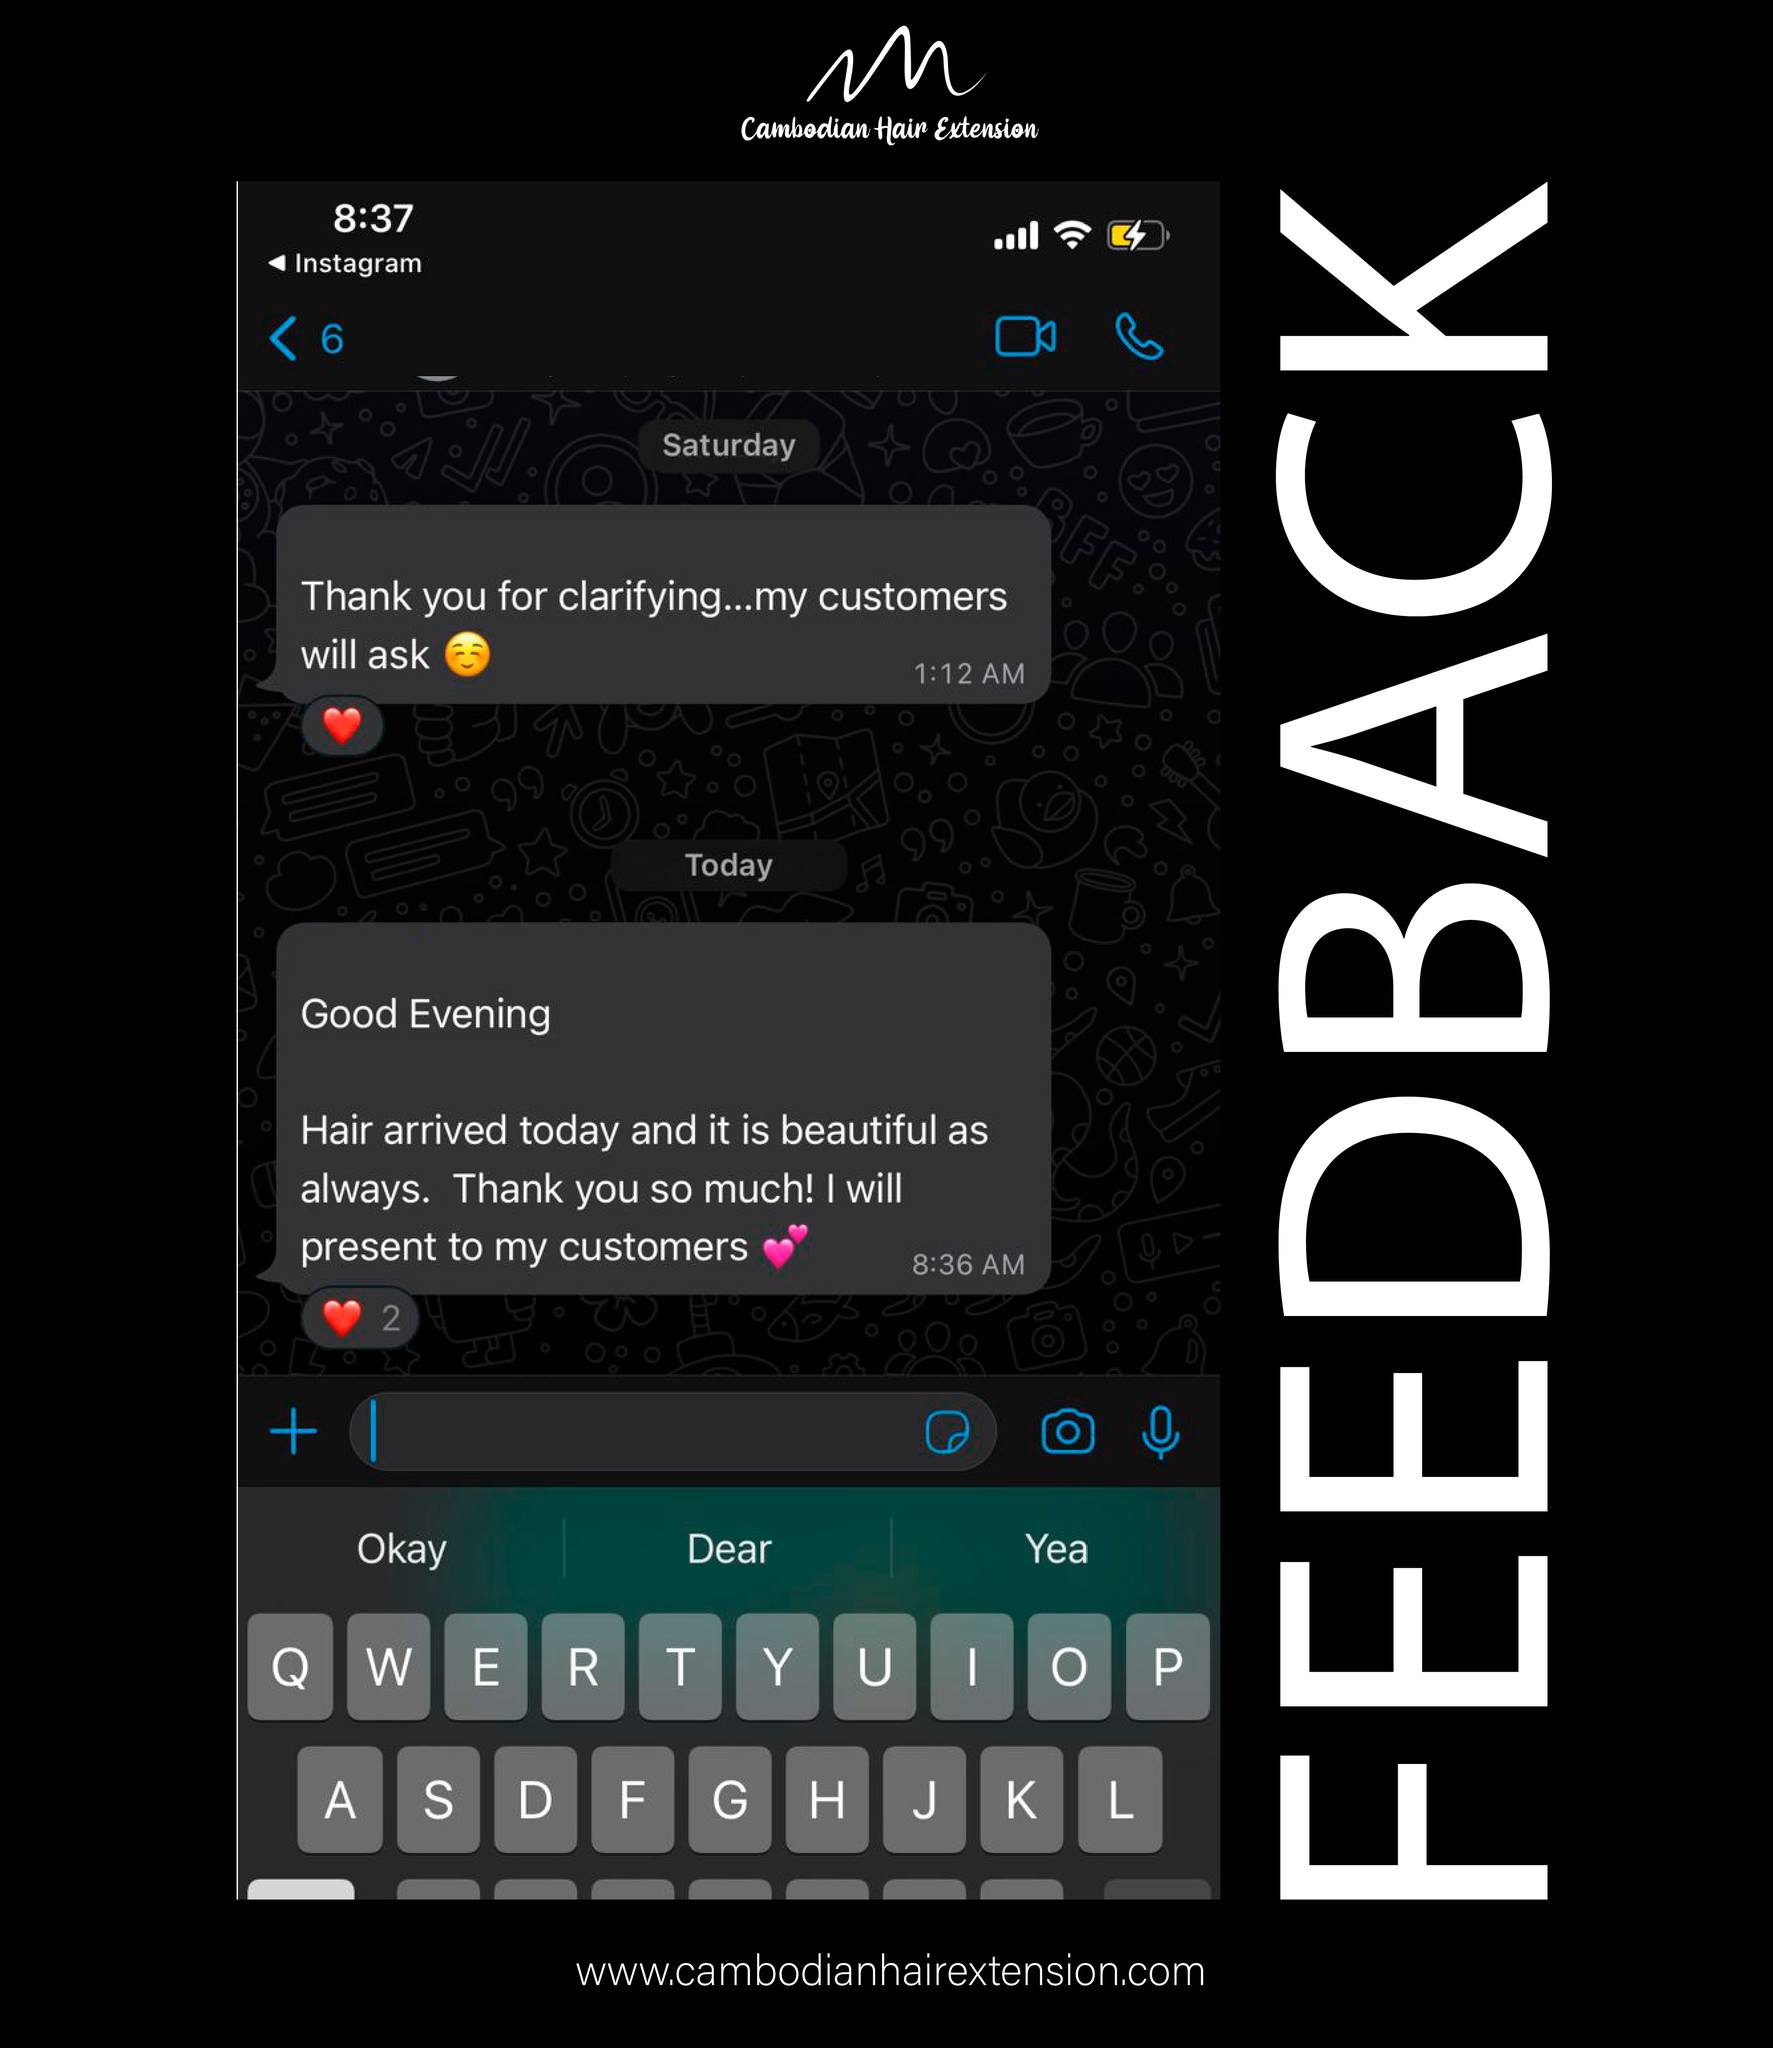 Cambodian Hair Extension
8:37
Instagram
6
Saturday
Thank you for clarifying...my customers
will ask ☺️
1:12 AM
❤️
Today
Good Evening
Hair arrived today and it is beautiful as
always.  Thank you so much! I will
present to my customers 💕
8:36 AM
❤️ 2
Okay Dear Yea
Q W E R T Y U I O P
A S D F G H J K L
FEEDBACK
www.cambodianhairextension.com